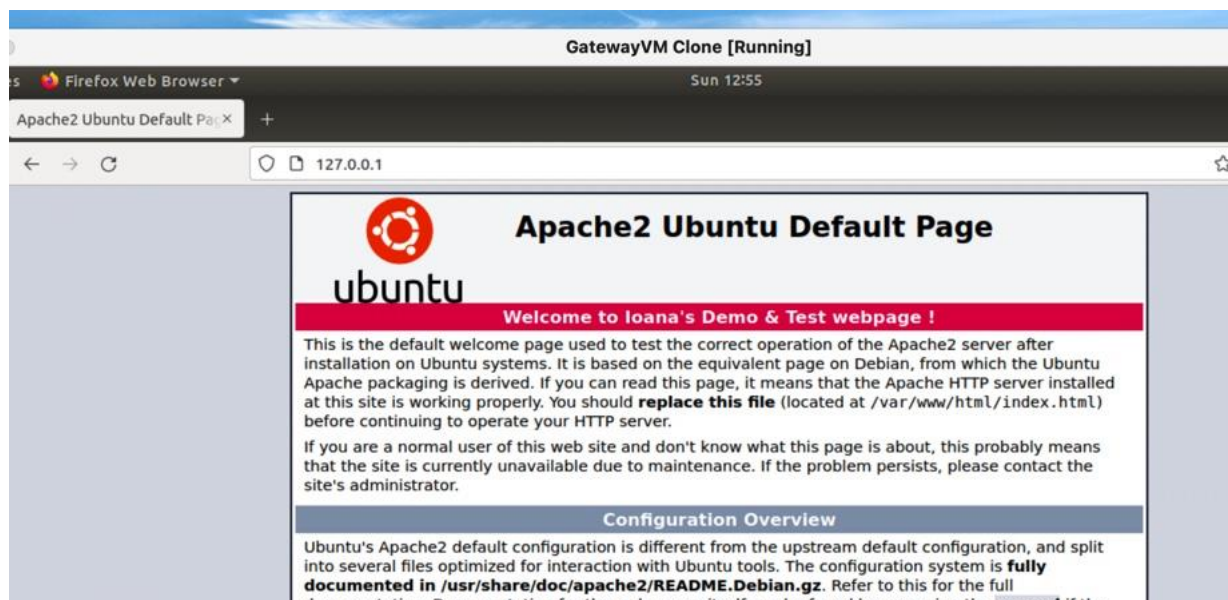 GatewayVM Clone [Running]
Firefox Web Browser
Sun 12:55
Apache2 Ubuntu Default Pag
127.0.0.1
ubuntu
Apache2 Ubuntu Default Page
Welcome to Ioana's Demo & Test webpage !
This is the default welcome page used to test the correct operation of the Apache2 server after
installation on Ubuntu systems. It is based on the equivalent page on Debian, from which the Ubuntu
Apache packaging is derived. If you can read this page, it means that the Apache HTTP server installed
at this site is working properly. You should replace this file (located at /var/www/html/index.html)
before continuing to operate your HTTP server.
If you are a normal user of this web site and don't know what this page is about, this probably means
that the site is currently unavailable due to maintenance. If the problem persists, please contact the
site's administrator.
Configuration Overview
Ubuntu's Apache2 default configuration is different from the upstream default configuration, and split
into several files optimized for interaction with Ubuntu tools. The configuration system is fully
documented in /usr/share/doc/apache2/README.Debian.gz. Refer to this for the full